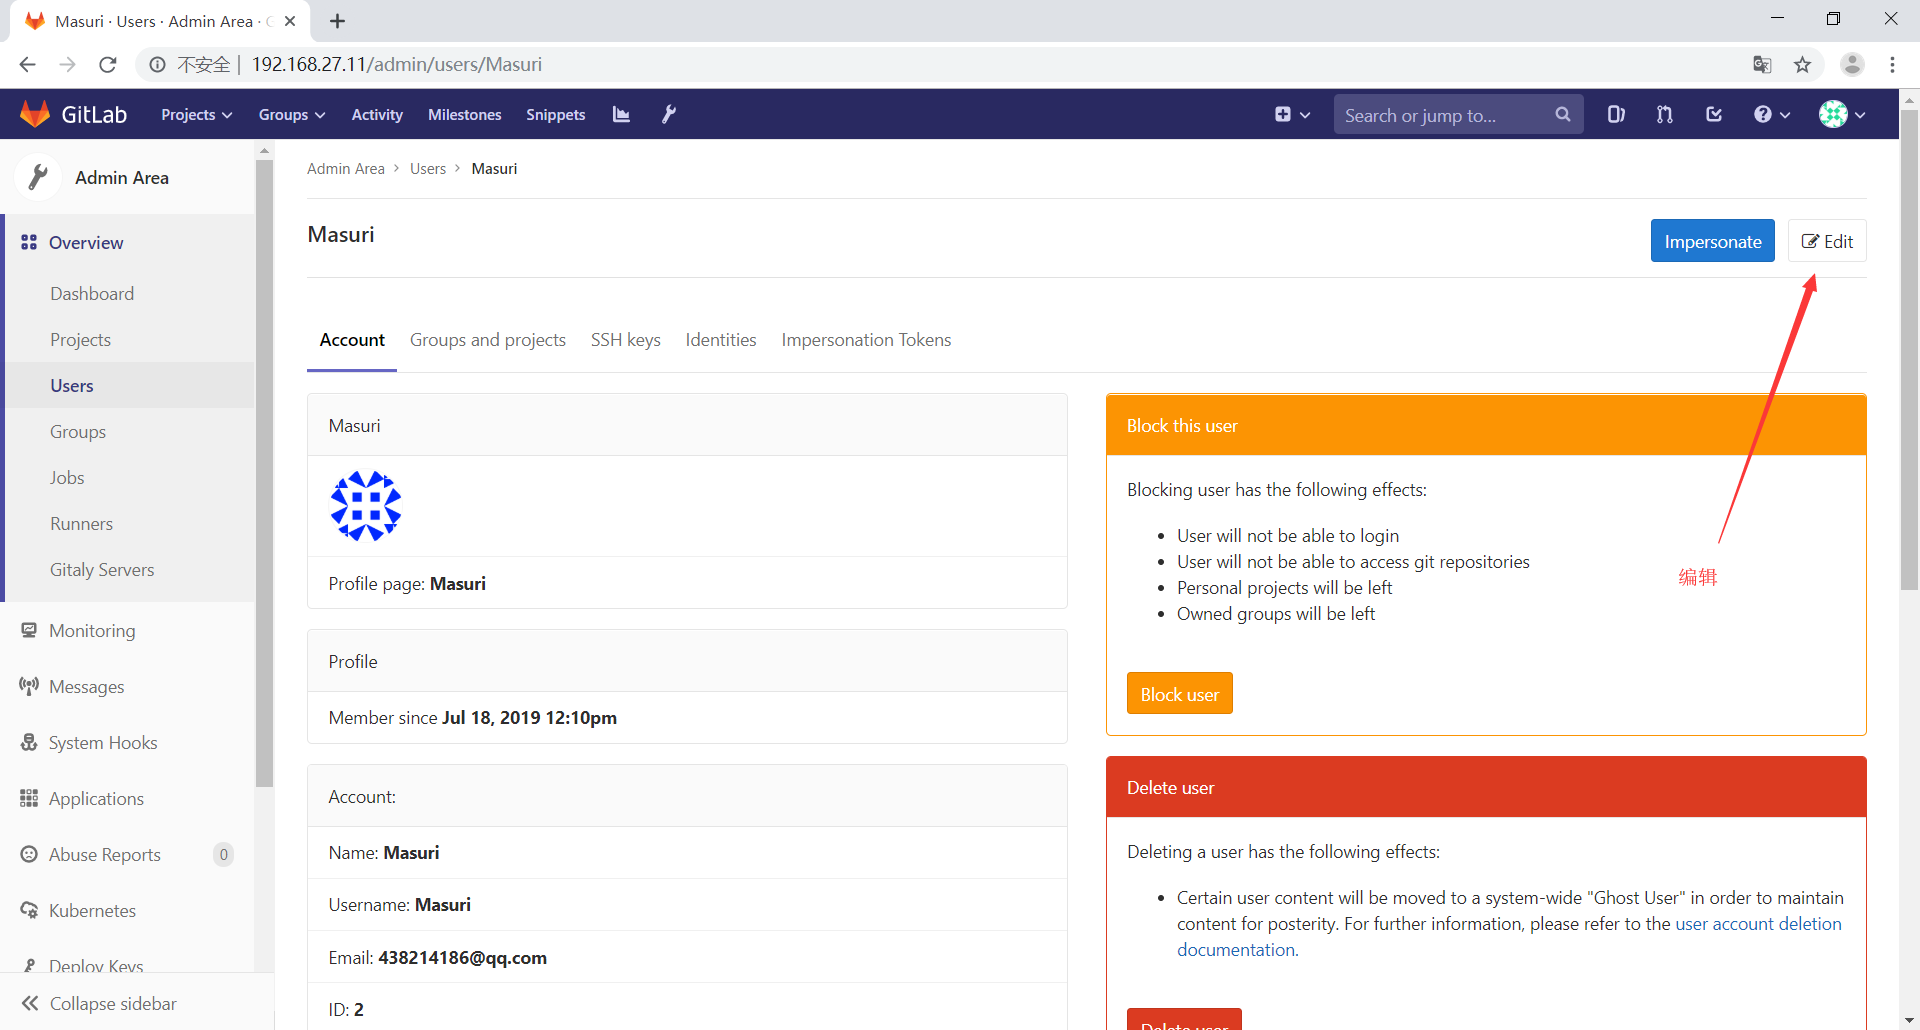 Masuri · Users · Admin Area ·
不安全 | 192.168.27.11/admin/users/Masuri
GitLab Projects Groups Activity Milestones Snippets Search or jump to...
Admin Area
Overview
Dashboard
Projects
Users
Groups
Jobs
Runners
Gitaly Servers
Monitoring
Messages
System Hooks
Applications
Abuse Reports 0
Kubernetes
Deploy Keys
Collapse sidebar
Admin Area > Users > Masuri
Masuri
Impersonate Edit
Account Groups and projects SSH keys Identities Impersonation Tokens
Masuri
Profile page: Masuri
Profile
Member since Jul 18, 2019 12:10pm
Account:
Name: Masuri
Username: Masuri
Email: 438214186@qq.com
ID: 2
Block this user
Blocking user has the following effects:
User will not be able to login
User will not be able to access git repositories
Personal projects will be left
Owned groups will be left
编辑
Block user
Delete user
Deleting a user has the following effects:
Certain user content will be moved to a system-wide "Ghost User" in order to maintain
content for posterity. For further information, please refer to the user account deletion
documentation.
Delete user